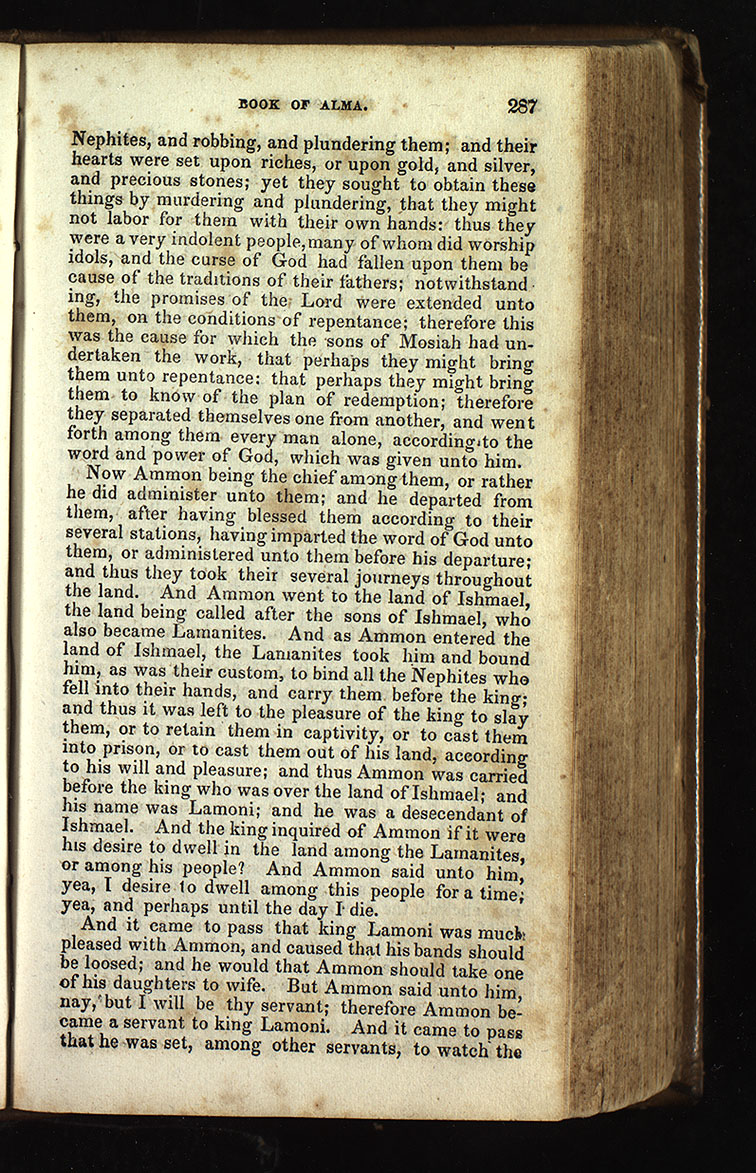 BOOK OF ALMA. 287
Nephites, and robbing, and plundering them; and their
hearts were set upon riches, or upon gold, and silver,
and precious stones; yet they sought to obtain these
things by murdering and plundering, that they might
not labor for them with their own hands: thus they
were a very indolent people, many of whom did worship
idols, and the curse of God had fallen upon them be
cause of the traditions of their fathers; notwithstand-
ing, the promises of the Lord were extended unto
them, on the conditions of repentance; therefore this
was the cause for which the sons of Mosiah had un-
dertaken the work, that perhaps they might bring
them unto repentance: that perhaps they might bring
them to know of the plan of redemption; therefore
they separated themselves one from another, and went
forth among them every man alone, according to the
word and power of God, which was given unto him.
Now Ammon being the chief among them, or rather
he did administer unto them; and he departed from
them, after having blessed them according to their
several stations, having imparted the word of God unto
them, or administered unto them before his departure;
and thus they took their several journeys throughout
the land. And Ammon went to the land of Ishmael,
the land being called after the sons of Ishmael, who
also became Lamanites. And as Ammon entered the
land of Ishmael, the Lamanites took him and bound
him, as was their custom, to bind all the Nephites who
fell into their hands, and carry them before the king;
and thus it was left to the pleasure of the king to slay
them, or to retain them in captivity, or to cast them
into prison, or to cast them out of his land, according
to his will and pleasure; and thus Ammon was carried
before the king who was over the land of Ishmael; and
his name was Lamoni; and he was a desecendant of
Ishmael. And the king inquired of Ammon if it were
his desire to dwell in the land among the Lamanites,
or among his people? And Ammon said unto him,
yea, I desire to dwell among this people for a time;
yea, and perhaps until the day I die.
And it came to pass that king Lamoni was much
pleased with Ammon, and caused that his bands should
be loosed; and he would that Ammon should take one
of his daughters to wife. But Ammon said unto him,
nay, but I will be thy servant; therefore Ammon be-
came a servant to king Lamoni. And it came to pass
that he was set, among other servants, to watch the